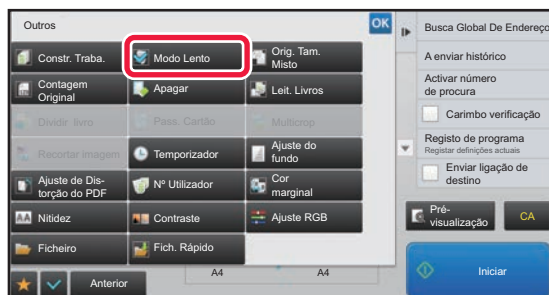 Outros
OK
Constr. Traba.
Modo Lento
Orig. Tam.
Misto
Contagem
Original
Apagar
Leit. Livros
Dividir. livro
Pass. Cartão
Multicrop
Recortar imagem
Temporizador
Ajuste do
fundo
Ajuste de Dis-
torção do PDF
Nº Utilizador
Cor
marginal
AA Nitidez
Contraste
Ajuste RGB
Ficheiro
Fich. Rápido
Anterior
A4
A4
Busca Global De Endereço
A enviar histórico
Activar número
de procura
Carimbo verificação
Registo de programa
Registar definições actuais
Enviar ligação de
destino
Pré-
visualização
CA
Iniciar